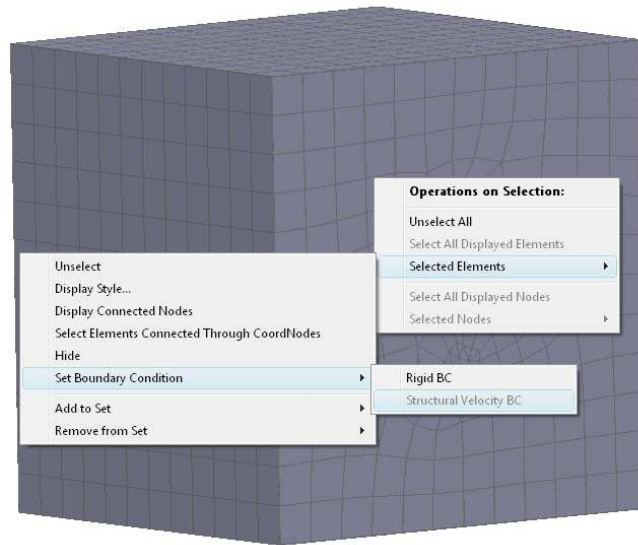 Operations on Selection:
Unselect All
Select All Displayed Elements
Selected Elements
Select All Displayed Nodes
Selected Nodes
Unselect
Display Style...
Display Connected Nodes
Select Elements Connected Through CoordNodes
Hide
Set Boundary Condition
Add to Set
Remove from Set
Rigid BC
Structural Velocity BC